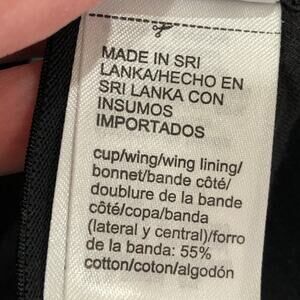 MADE IN SRI
LANKA/HECHO EN
SRI LANKA CON
INSUMOS
IMPORTADOS
cup/wing/wing lining/
bonnet/bande côté/
doublure de la bande
côté/copa/banda
(lateral y central)/forro
de la banda: 55%
cotton/coton/algodón